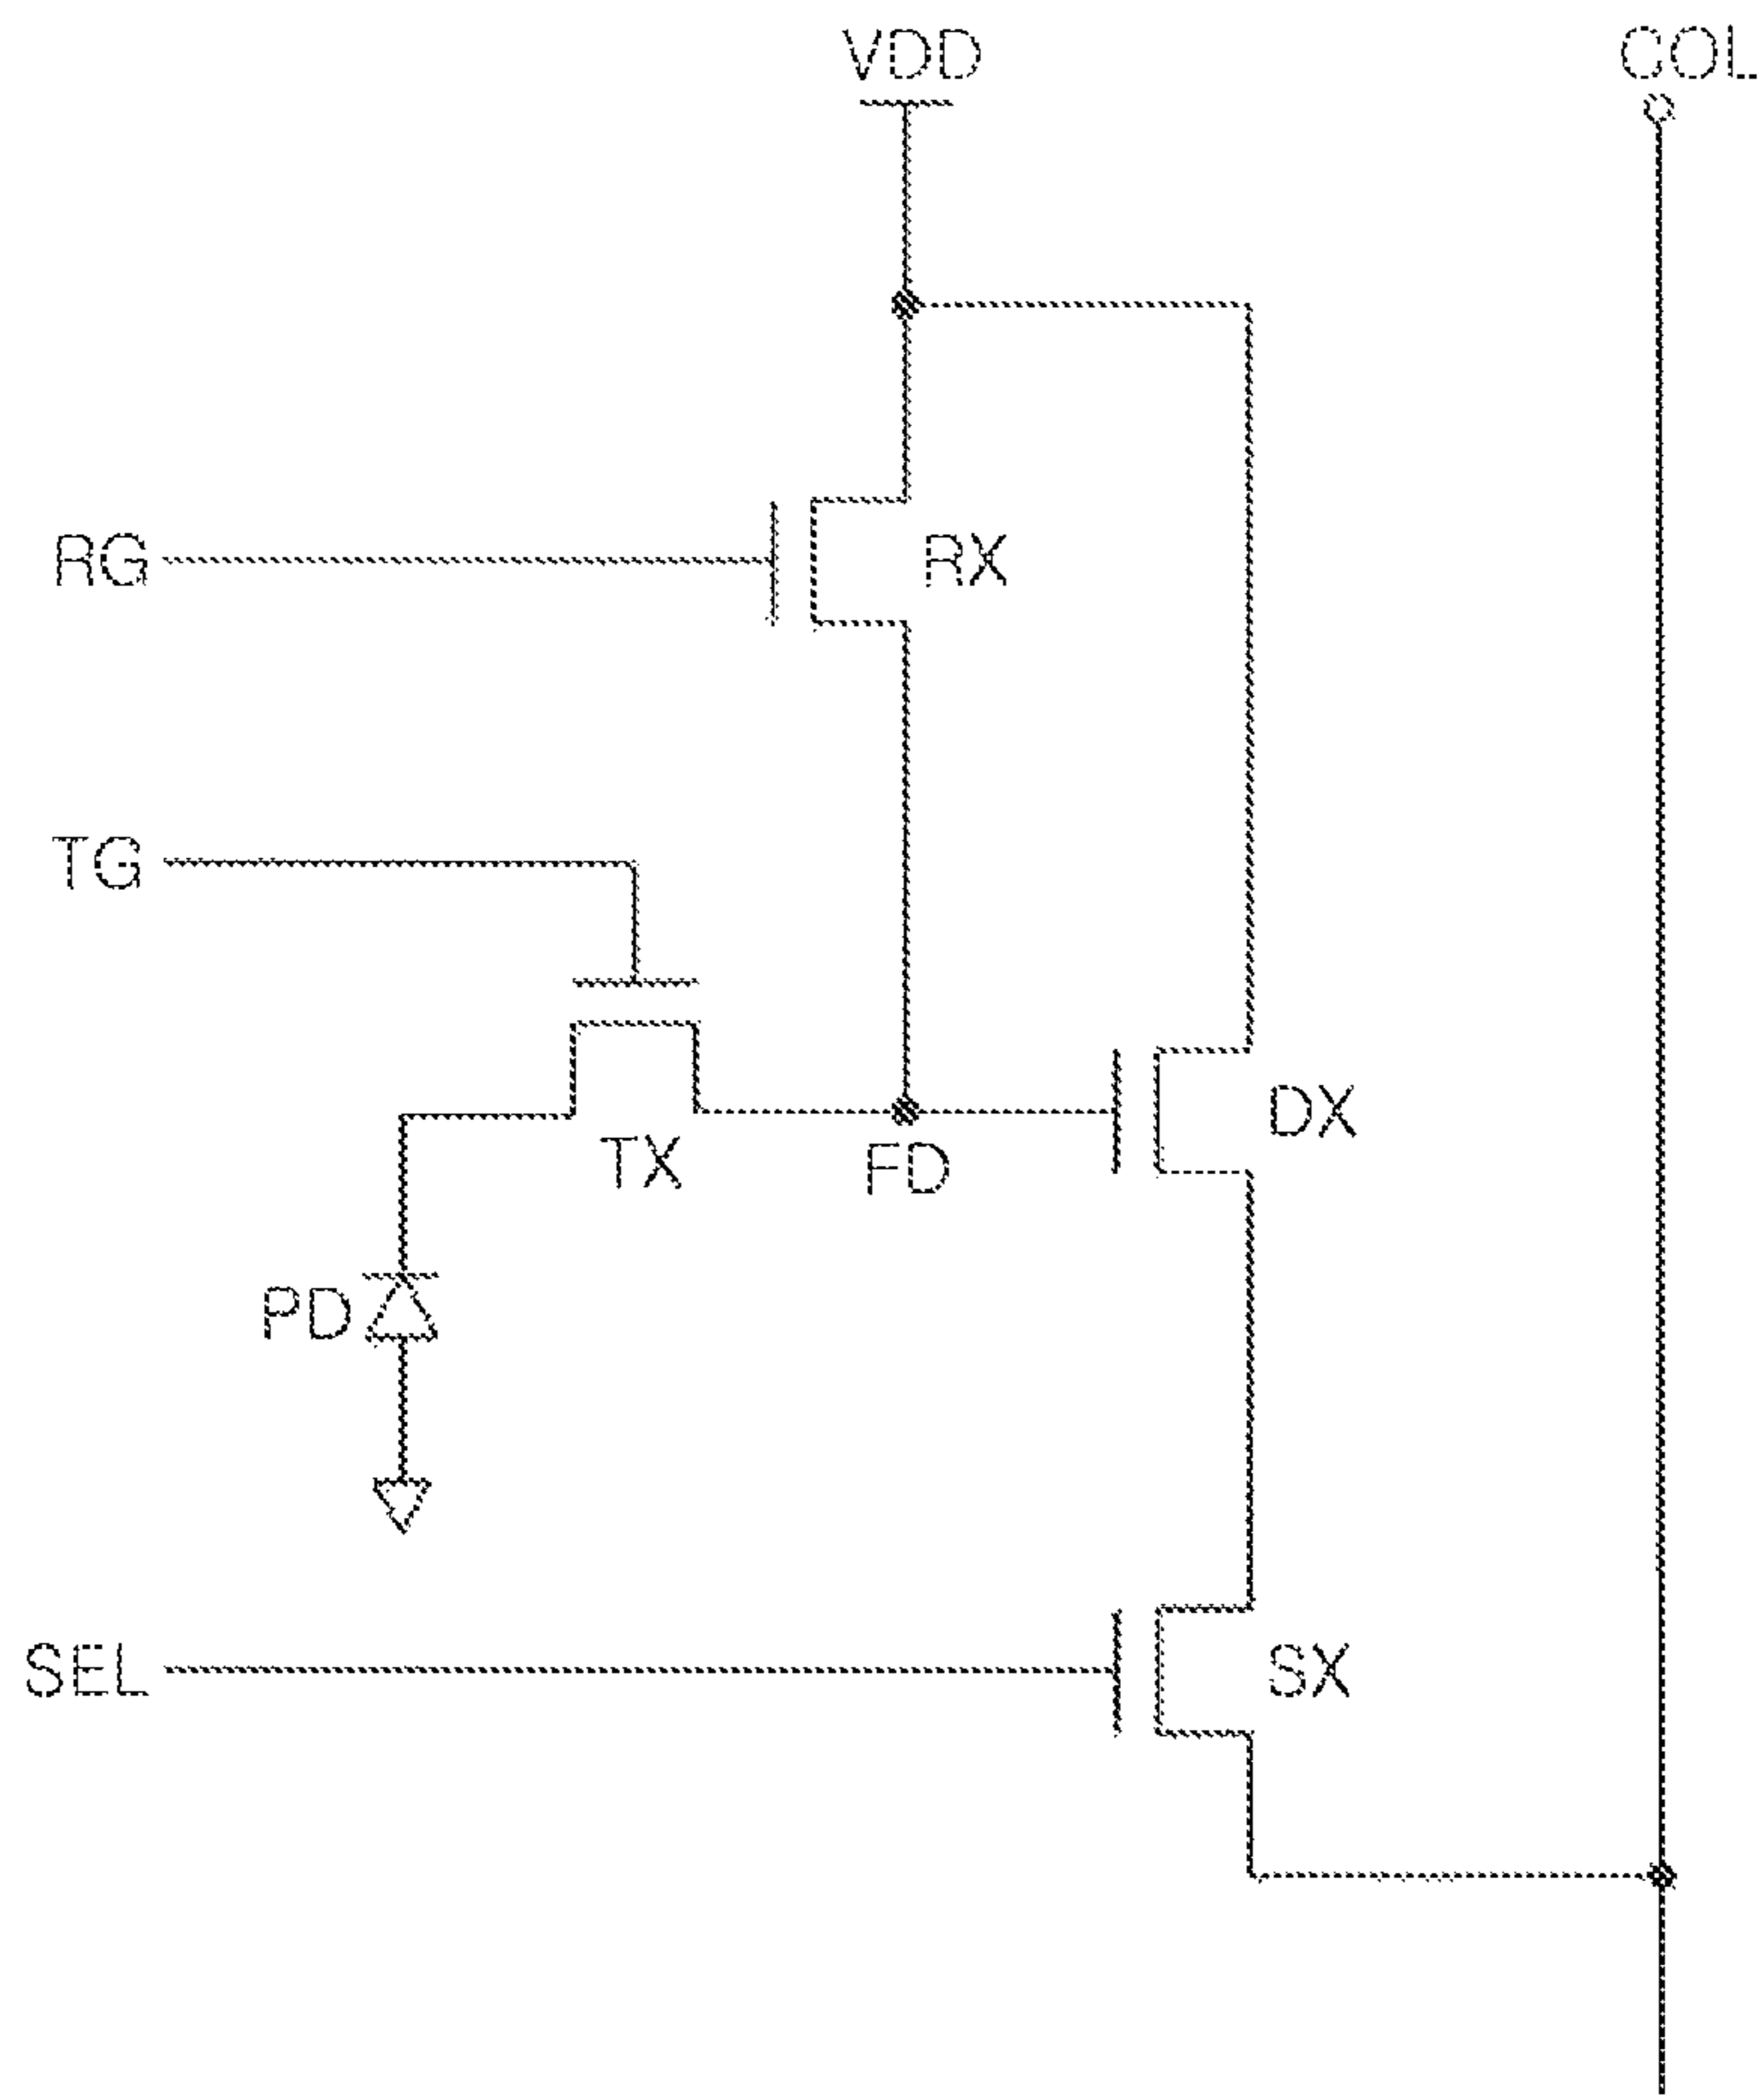 VDD
COL
RG
RX
TG
DX
TX
FD
PD
SEL
SX